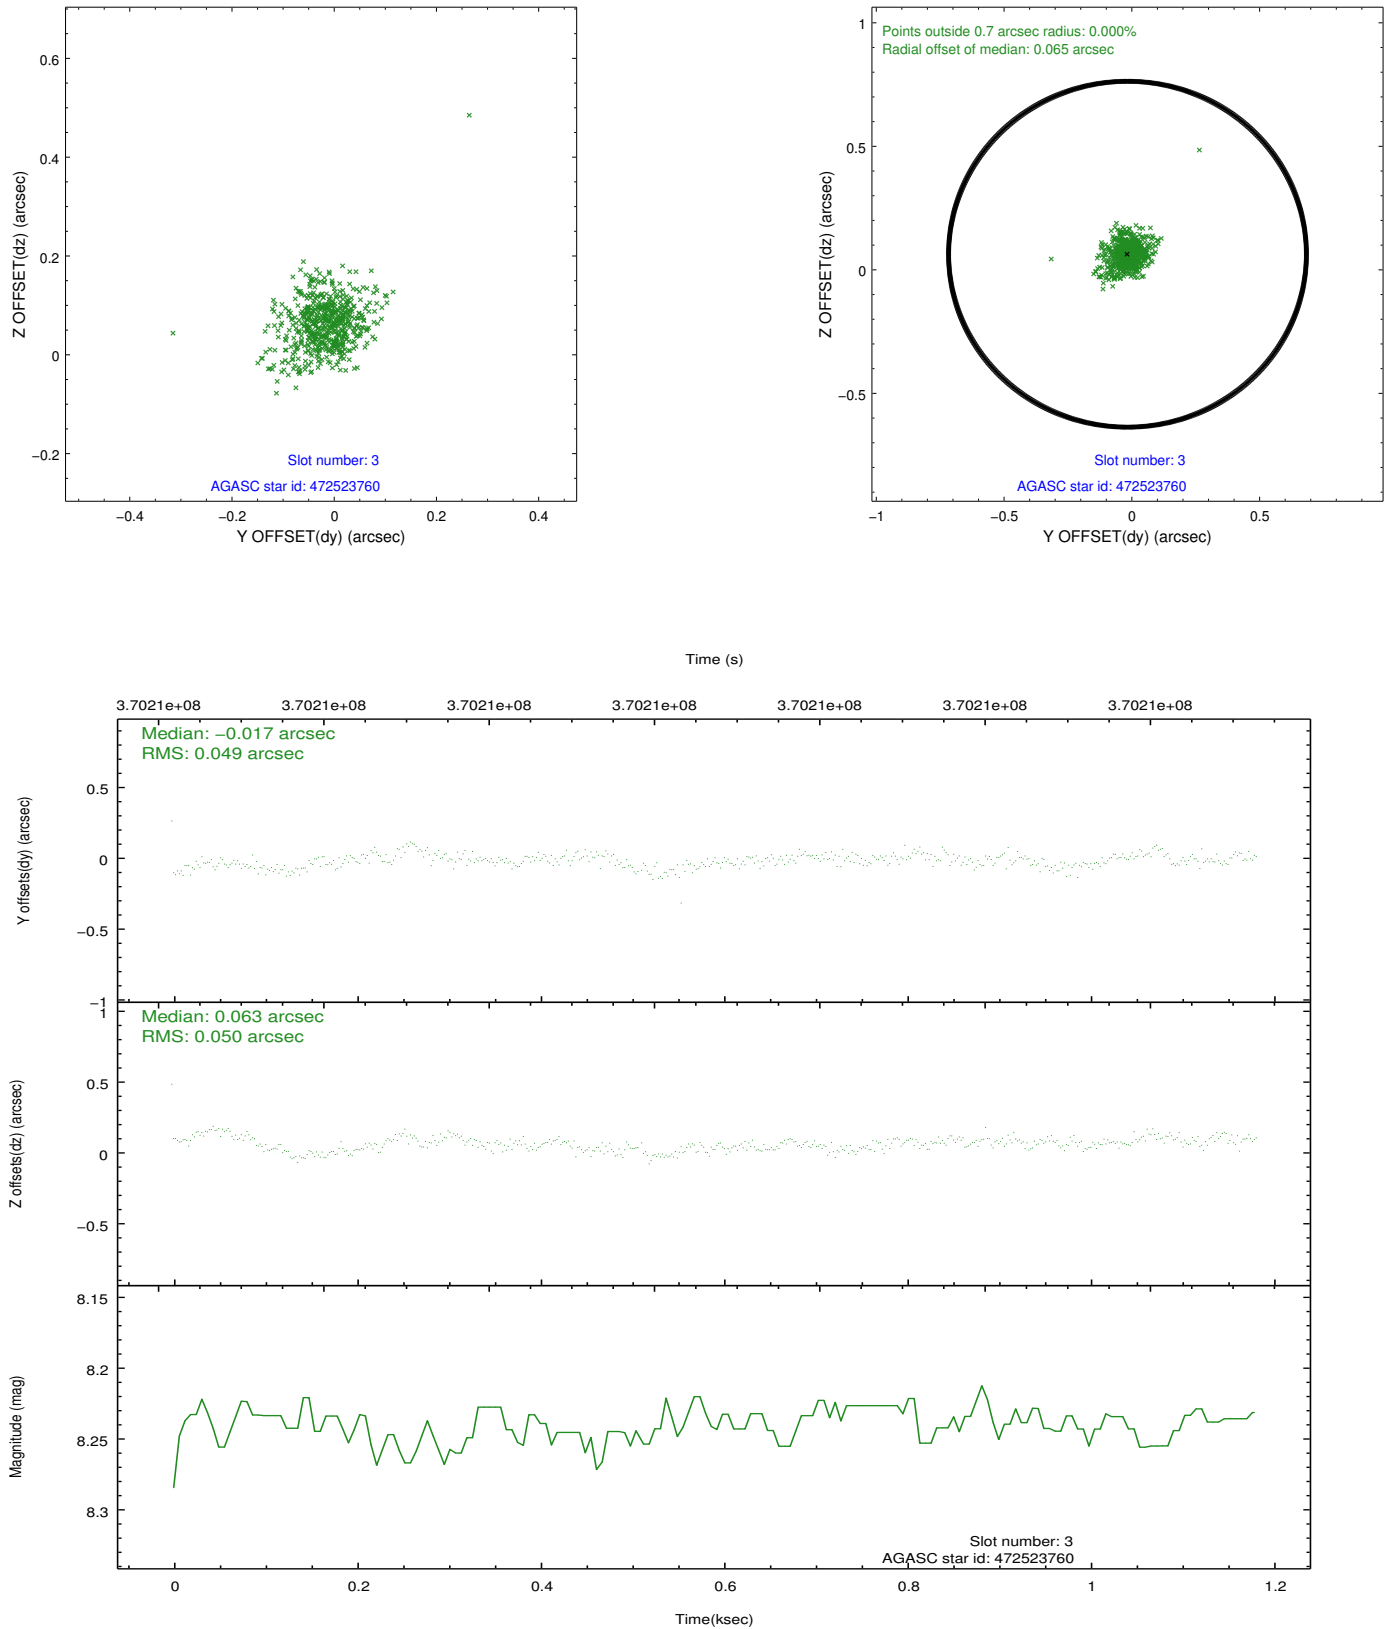 0.6
0.4
0.2
0
−0.2
−0.4
−0.2
0
0.2
0.4
Z OFFSET(dz) (arcsec)
Y OFFSET(dy) (arcsec)
Slot number: 3
AGASC star id: 472523760
Points outside 0.7 arcsec radius: 0.000%
Radial offset of median: 0.065 arcsec
1
0.5
0
−0.5
−1
−0.5
0
0.5
Z OFFSET(dz) (arcsec)
Y OFFSET(dy) (arcsec)
Slot number: 3
AGASC star id: 472523760
Time (s)
3.7021e+08
3.7021e+08
3.7021e+08
3.7021e+08
3.7021e+08
3.7021e+08
3.7021e+08
Median: −0.017 arcsec
RMS: 0.049 arcsec
0.5
0
−0.5
−1
Y offsets(dy) (arcsec)
Median: 0.063 arcsec
RMS: 0.050 arcsec
1
0.5
0
−0.5
Z offsets(dz) (arcsec)
8.15
8.2
8.25
8.3
Magnitude (mag)
Slot number: 3
AGASC star id: 472523760
0
0.2
0.4
0.6
0.8
1
1.2
Time(ksec)